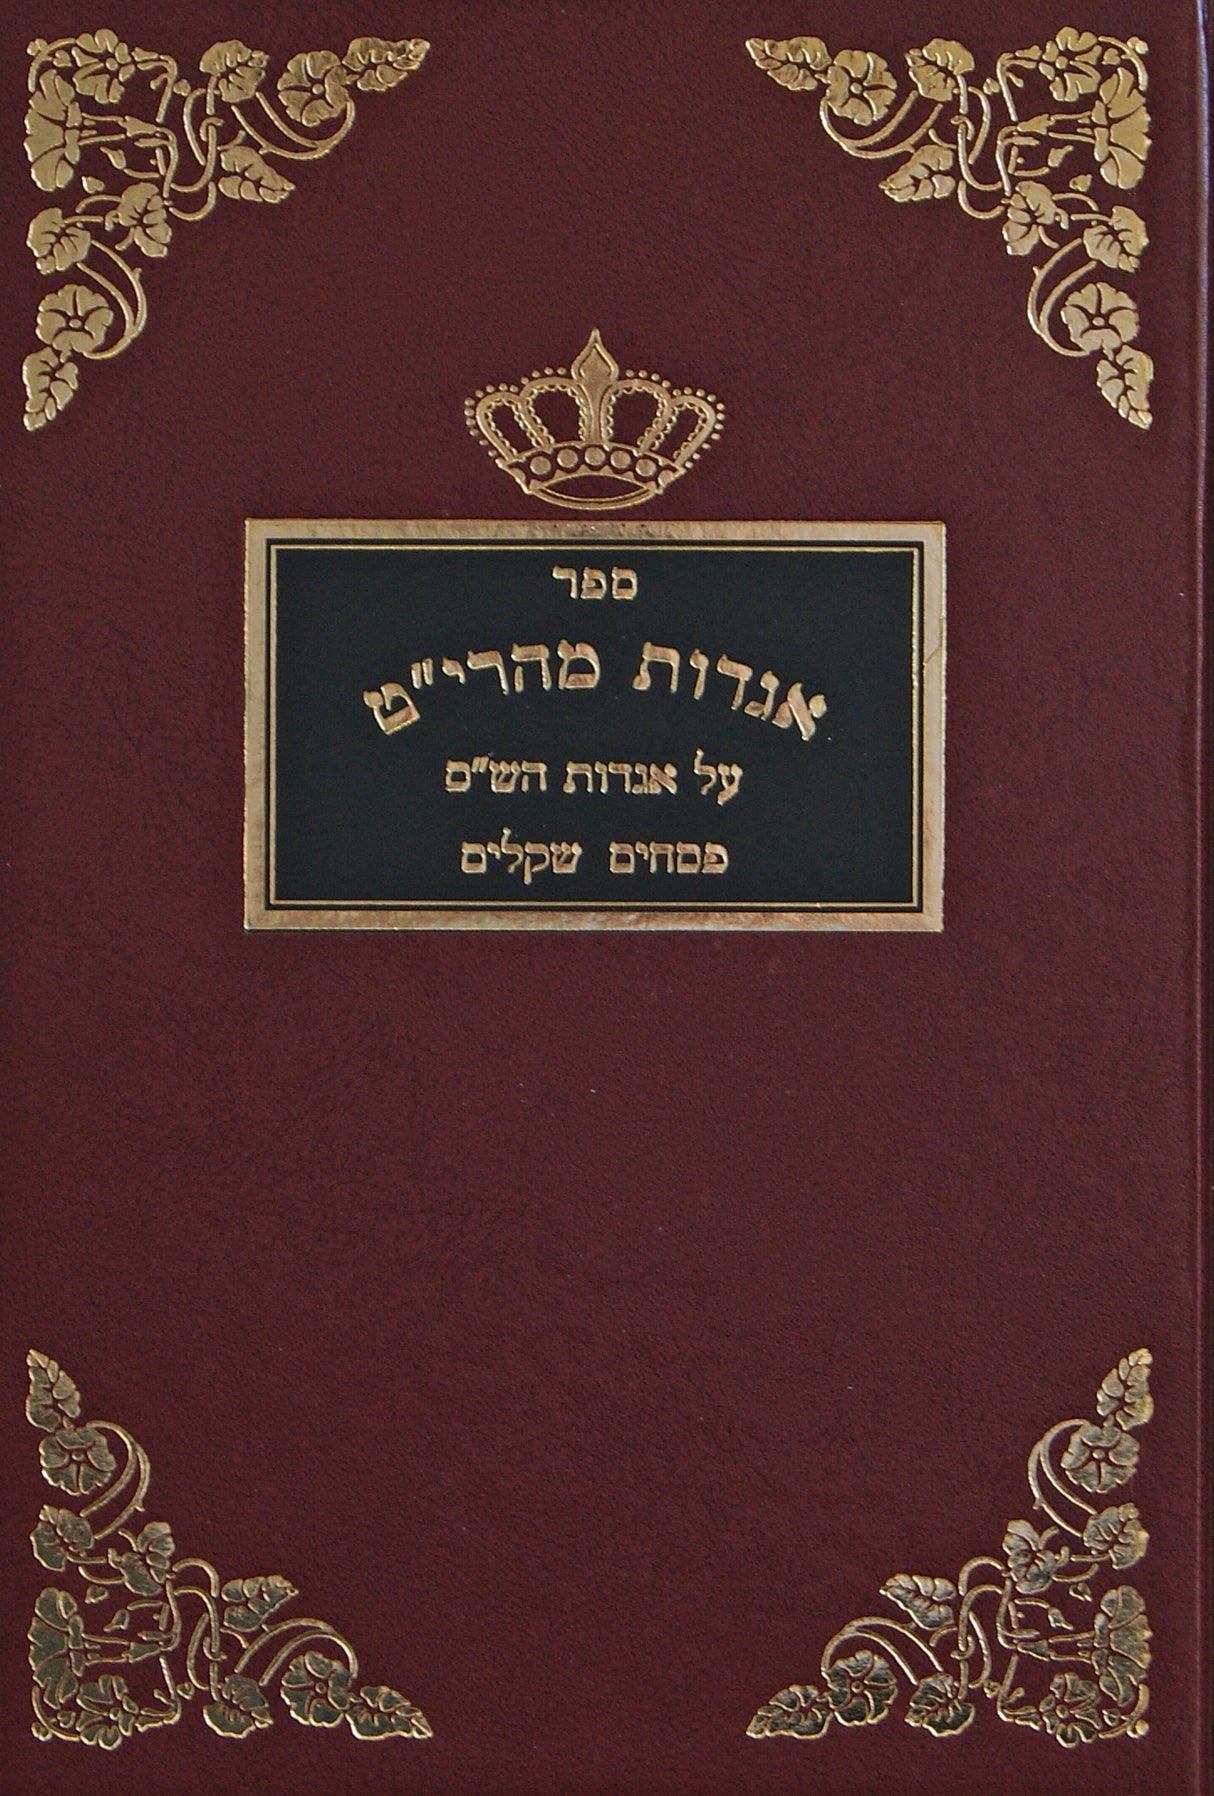 ספר
אגדות מהרי"ט
על אגדות הש"ם
פסחים שקלים